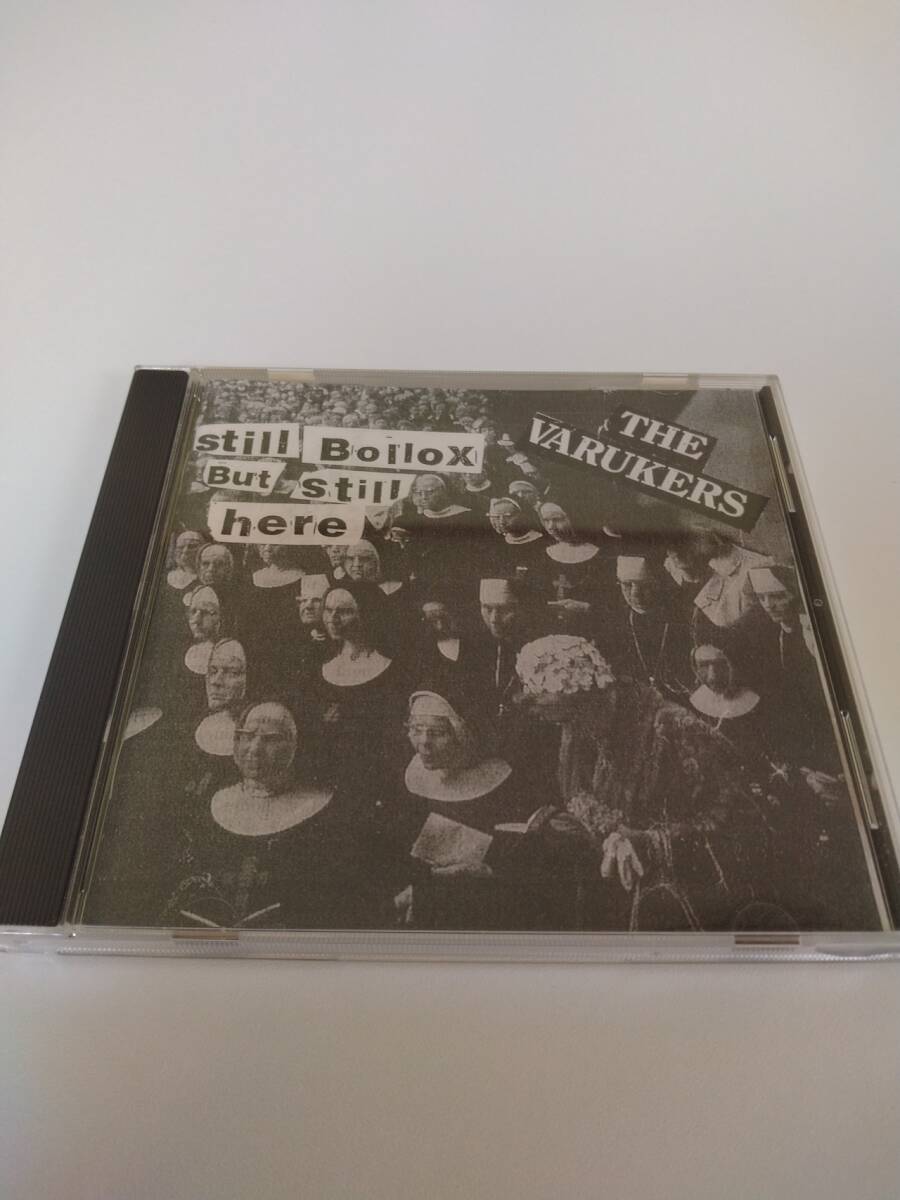 still Bollox
But still
here
THE
VARUKERS